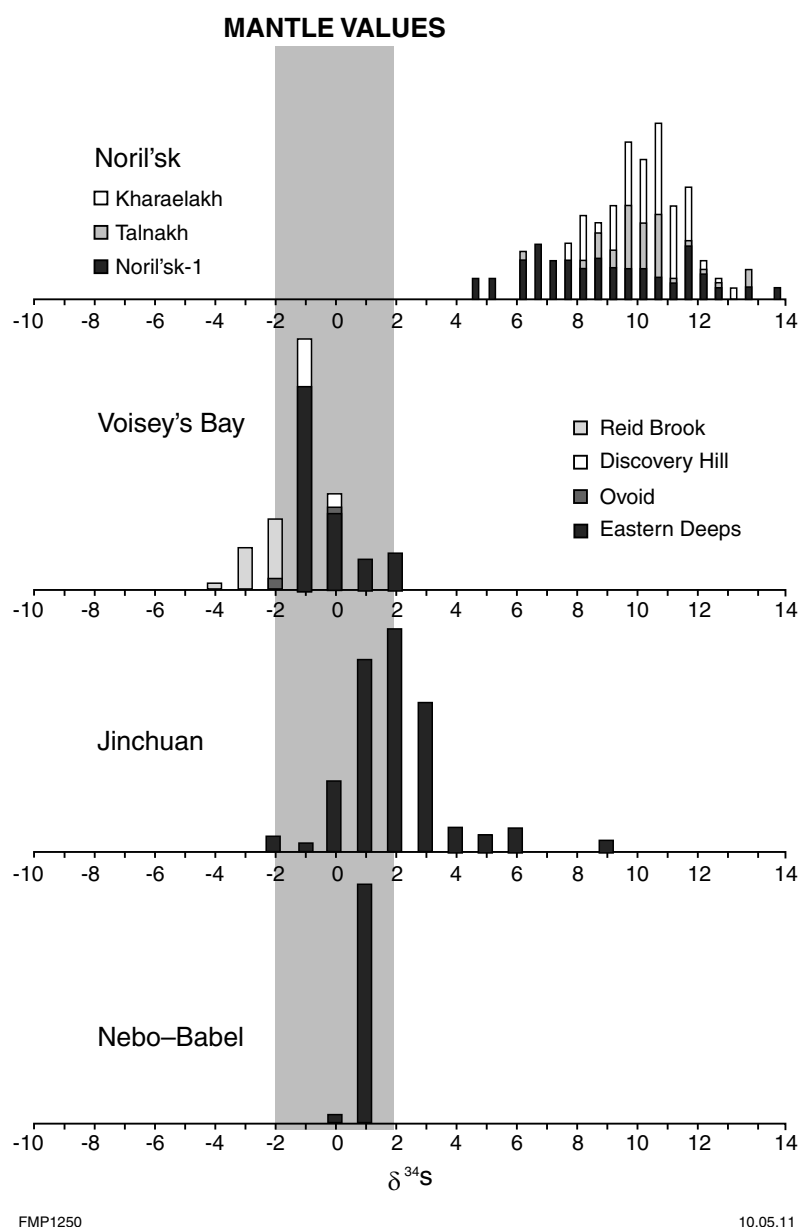 MANTLE VALUES
Noril'sk
Kharaelakh
Talnakh
Noril'sk-1
-10 -8 -6 -4 -2 0 2 4 6 8 10 12 14
Voisey's Bay
Reid Brook
Discovery Hill
Ovoid
Eastern Deeps
-10 -8 -6 -4 -2 0 2 4 6 8 10 12 14
Jinchuan
-10 -8 -6 -4 -2 0 2 4 6 8 10 12 14
Nebo–Babel
-10 -8 -6 -4 -2 0 2 4 6 8 10 12 14
δ ³⁴S
FMP1250 10.05.11